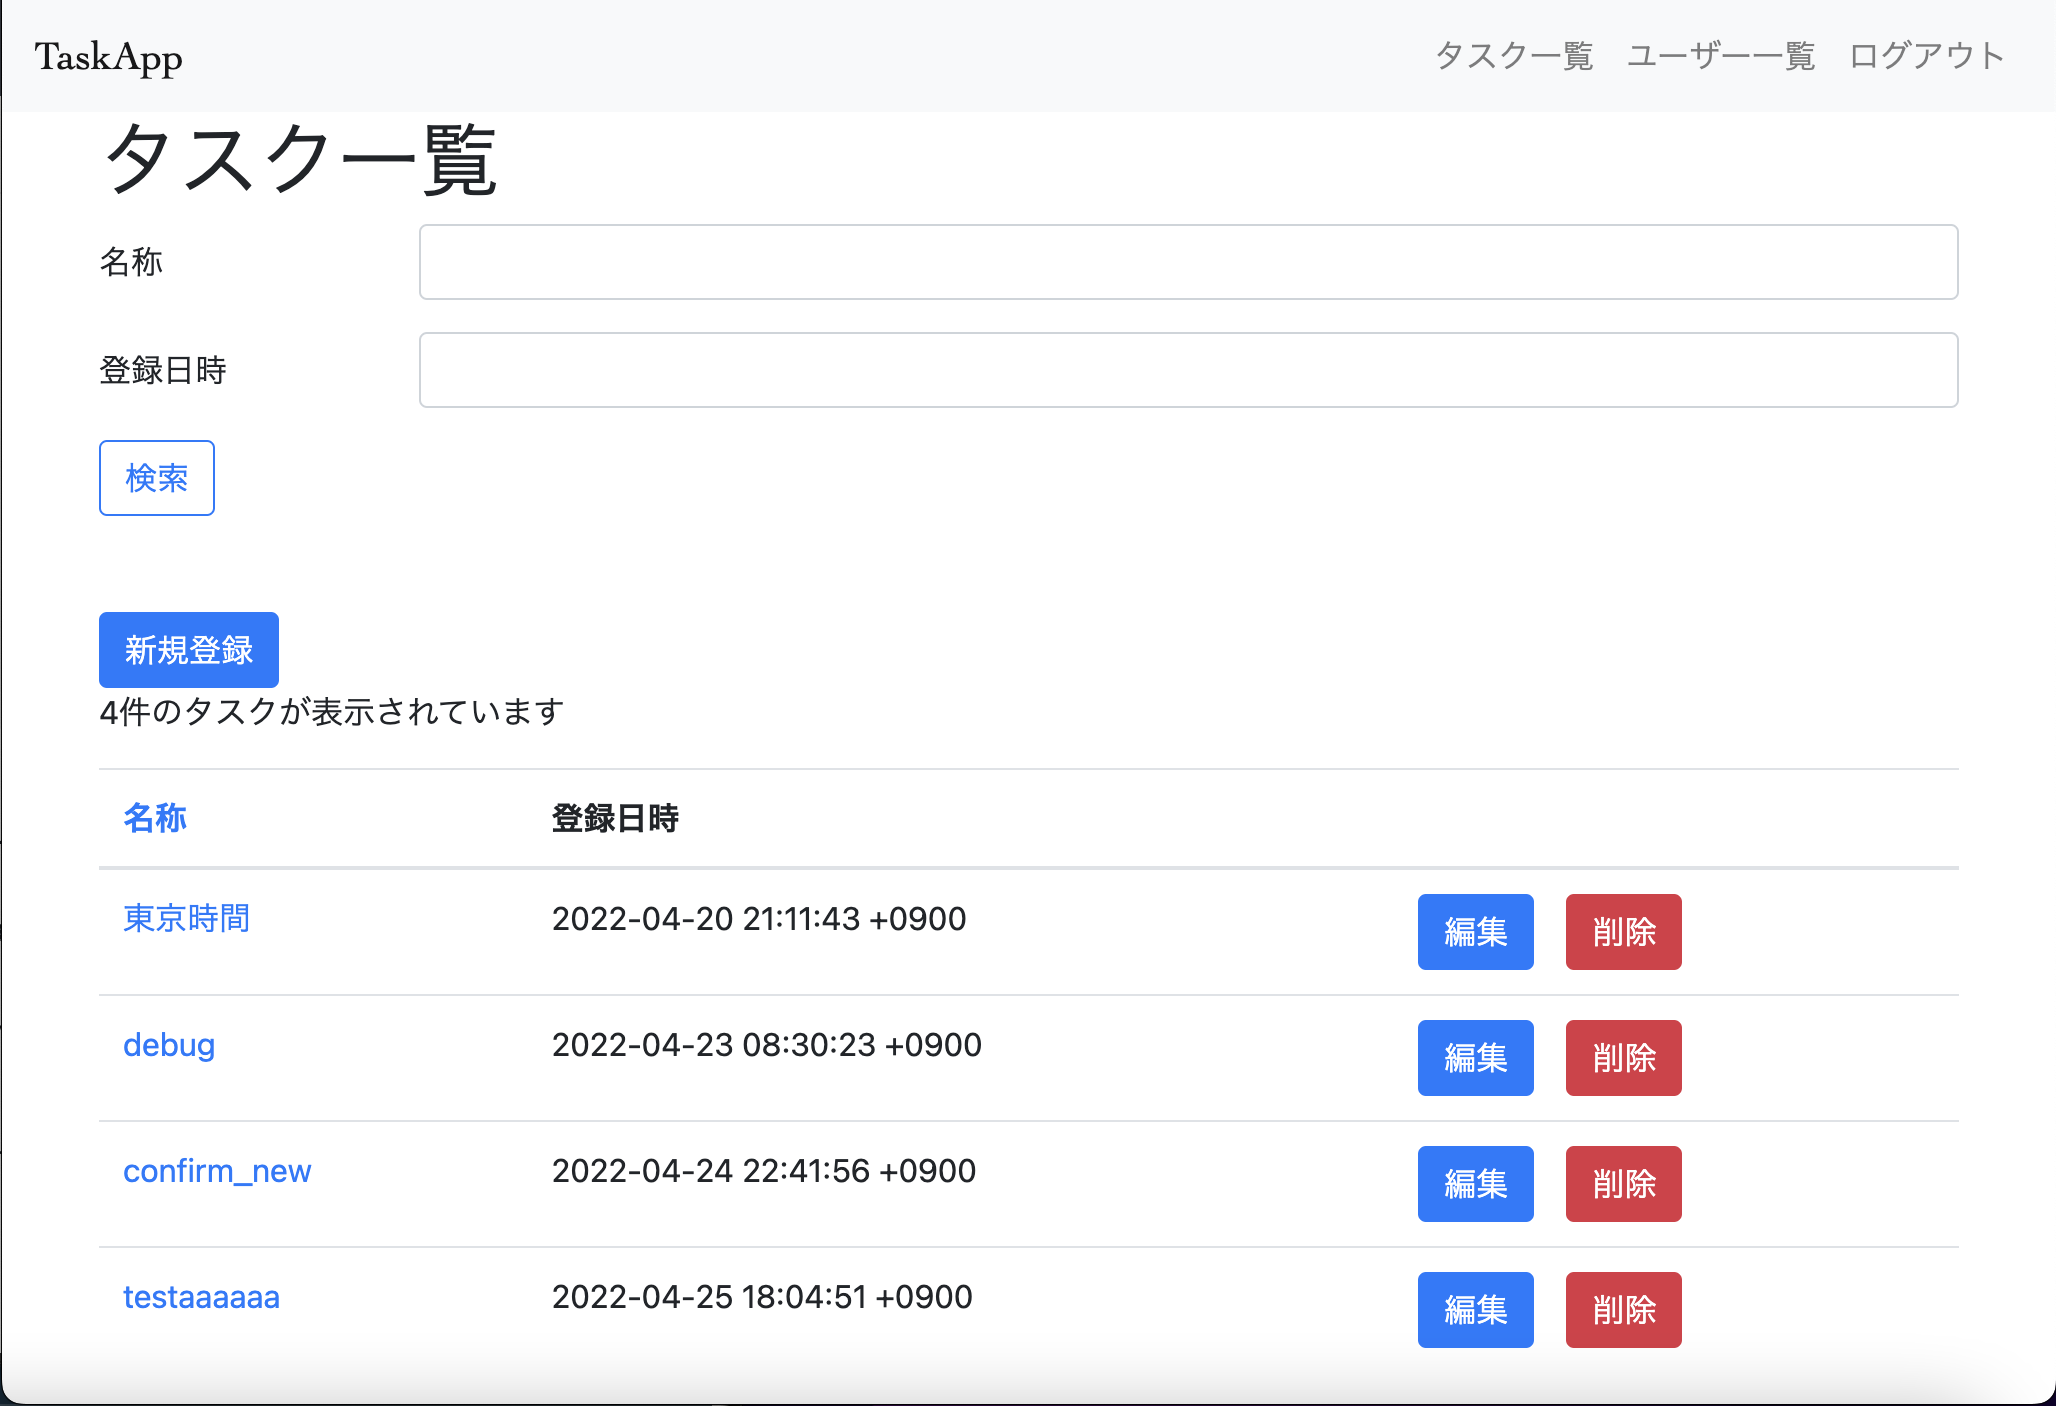 TaskApp タスク一覧 ユーザー一覧 ログアウト
タスク一覧
名称
登録日時
検索
新規登録
4件のタスクが表示されています
名称 登録日時
東京時間 2022-04-20 21:11:43 +0900 編集 削除
debug 2022-04-23 08:30:23 +0900 編集 削除
confirm_new 2022-04-24 22:41:56 +0900 編集 削除
testaaaaaa 2022-04-25 18:04:51 +0900 編集 削除